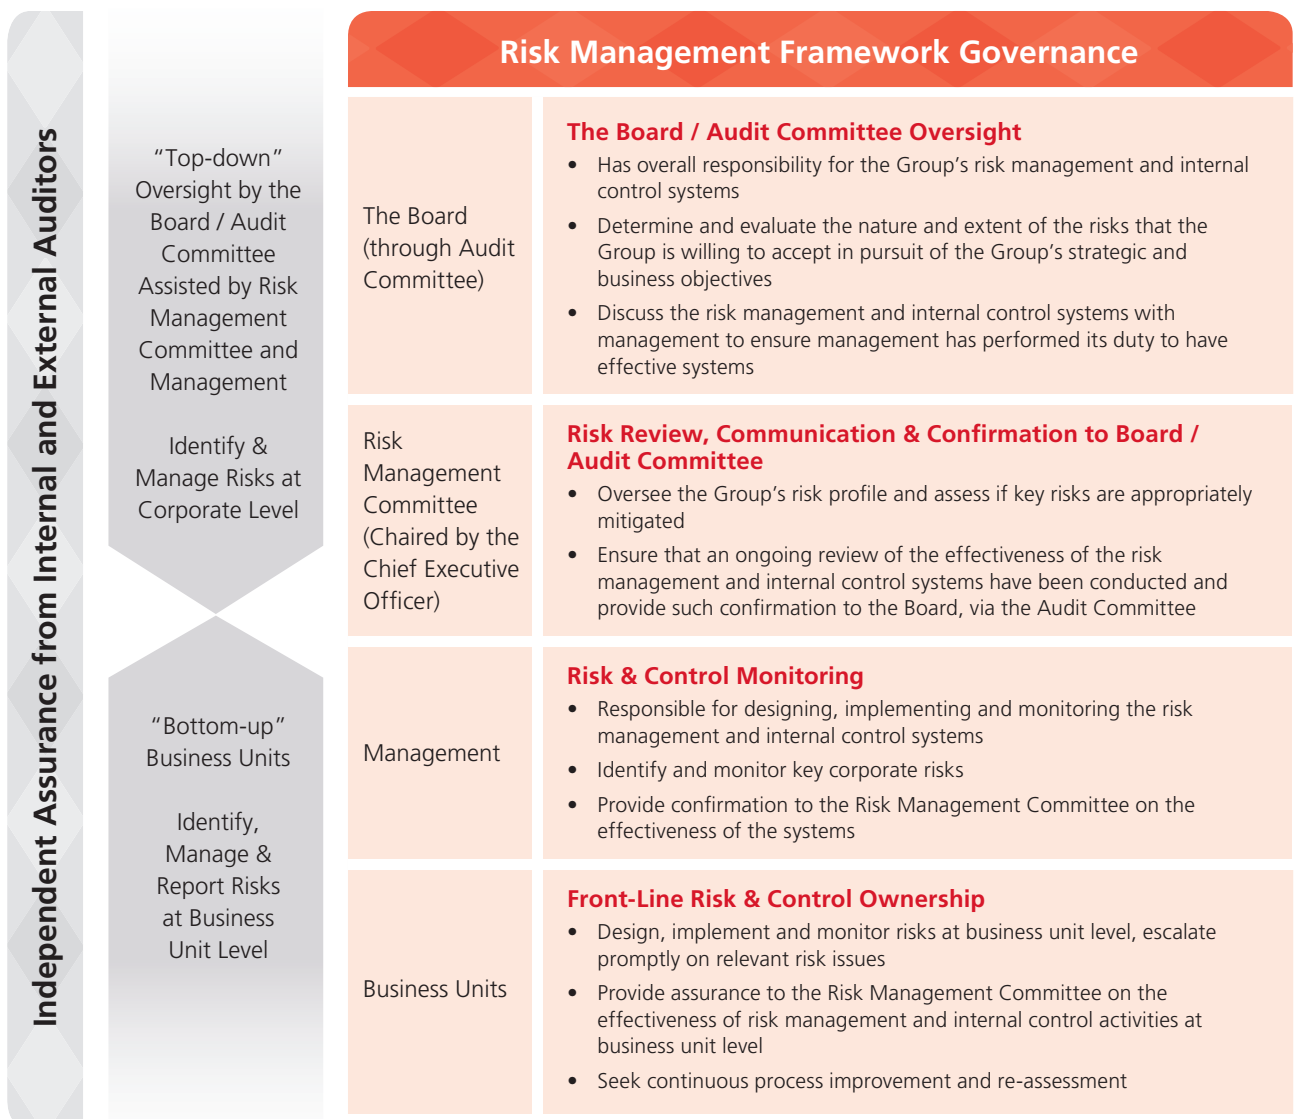 Independent Assurance from Internal and External Auditors
“Top-down”
Oversight by the
Board / Audit
Committee
Assisted by Risk
Management
Committee and
Management
Identify &
Manage Risks at
Corporate Level
“Bottom-up”
Business Units
Identify,
Manage &
Report Risks
at Business
Unit Level
Risk Management Framework Governance
The Board
(through Audit
Committee)
The Board / Audit Committee Oversight
• Has overall responsibility for the Group’s risk management and internal
control systems
• Determine and evaluate the nature and extent of the risks that the
Group is willing to accept in pursuit of the Group’s strategic and
business objectives
• Discuss the risk management and internal control systems with
management to ensure management has performed its duty to have
effective systems
Risk
Management
Committee
(Chaired by the
Chief Executive
Officer)
Risk Review, Communication & Confirmation to Board /
Audit Committee
• Oversee the Group’s risk profile and assess if key risks are appropriately
mitigated
• Ensure that an ongoing review of the effectiveness of the risk
management and internal control systems have been conducted and
provide such confirmation to the Board, via the Audit Committee
Management
Risk & Control Monitoring
• Responsible for designing, implementing and monitoring the risk
management and internal control systems
• Identify and monitor key corporate risks
• Provide confirmation to the Risk Management Committee on the
effectiveness of the systems
Business Units
Front-Line Risk & Control Ownership
• Design, implement and monitor risks at business unit level, escalate
promptly on relevant risk issues
• Provide assurance to the Risk Management Committee on the
effectiveness of risk management and internal control activities at
business unit level
• Seek continuous process improvement and re-assessment